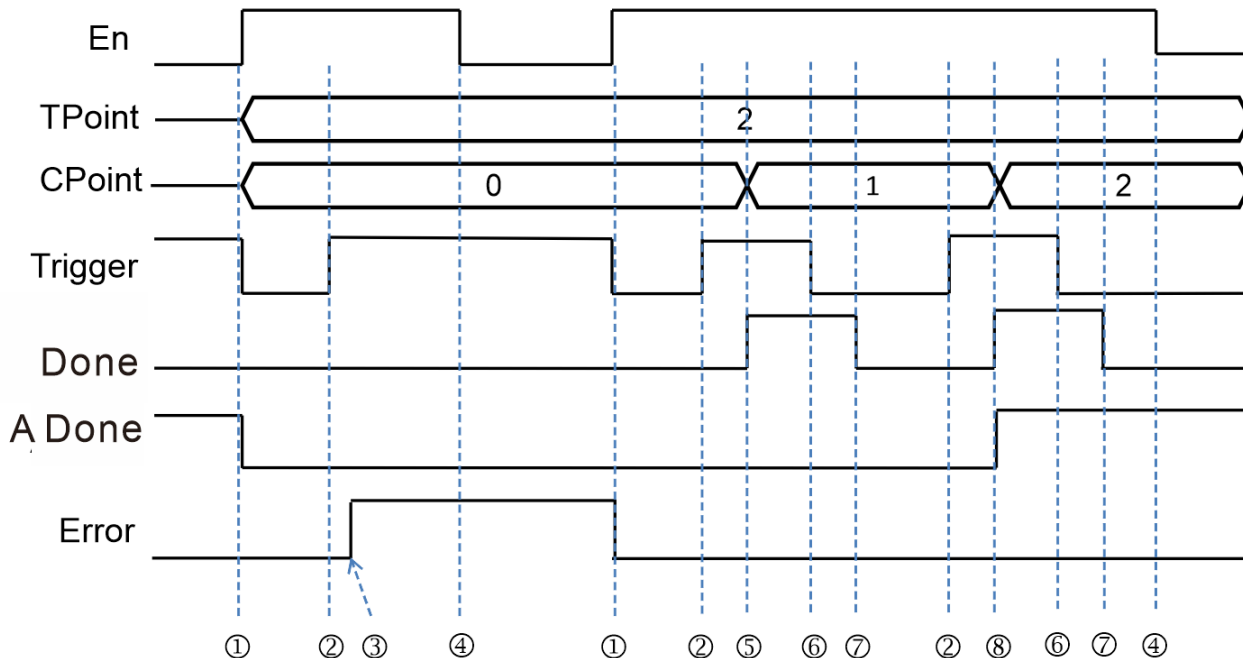 En
TPoint 2
CPoint 0 1 2
Trigger
Done
A Done
Error
① ② ③ ④ ① ② ⑤ ⑥ ⑦ ② ⑧ ⑥ ⑦ ④